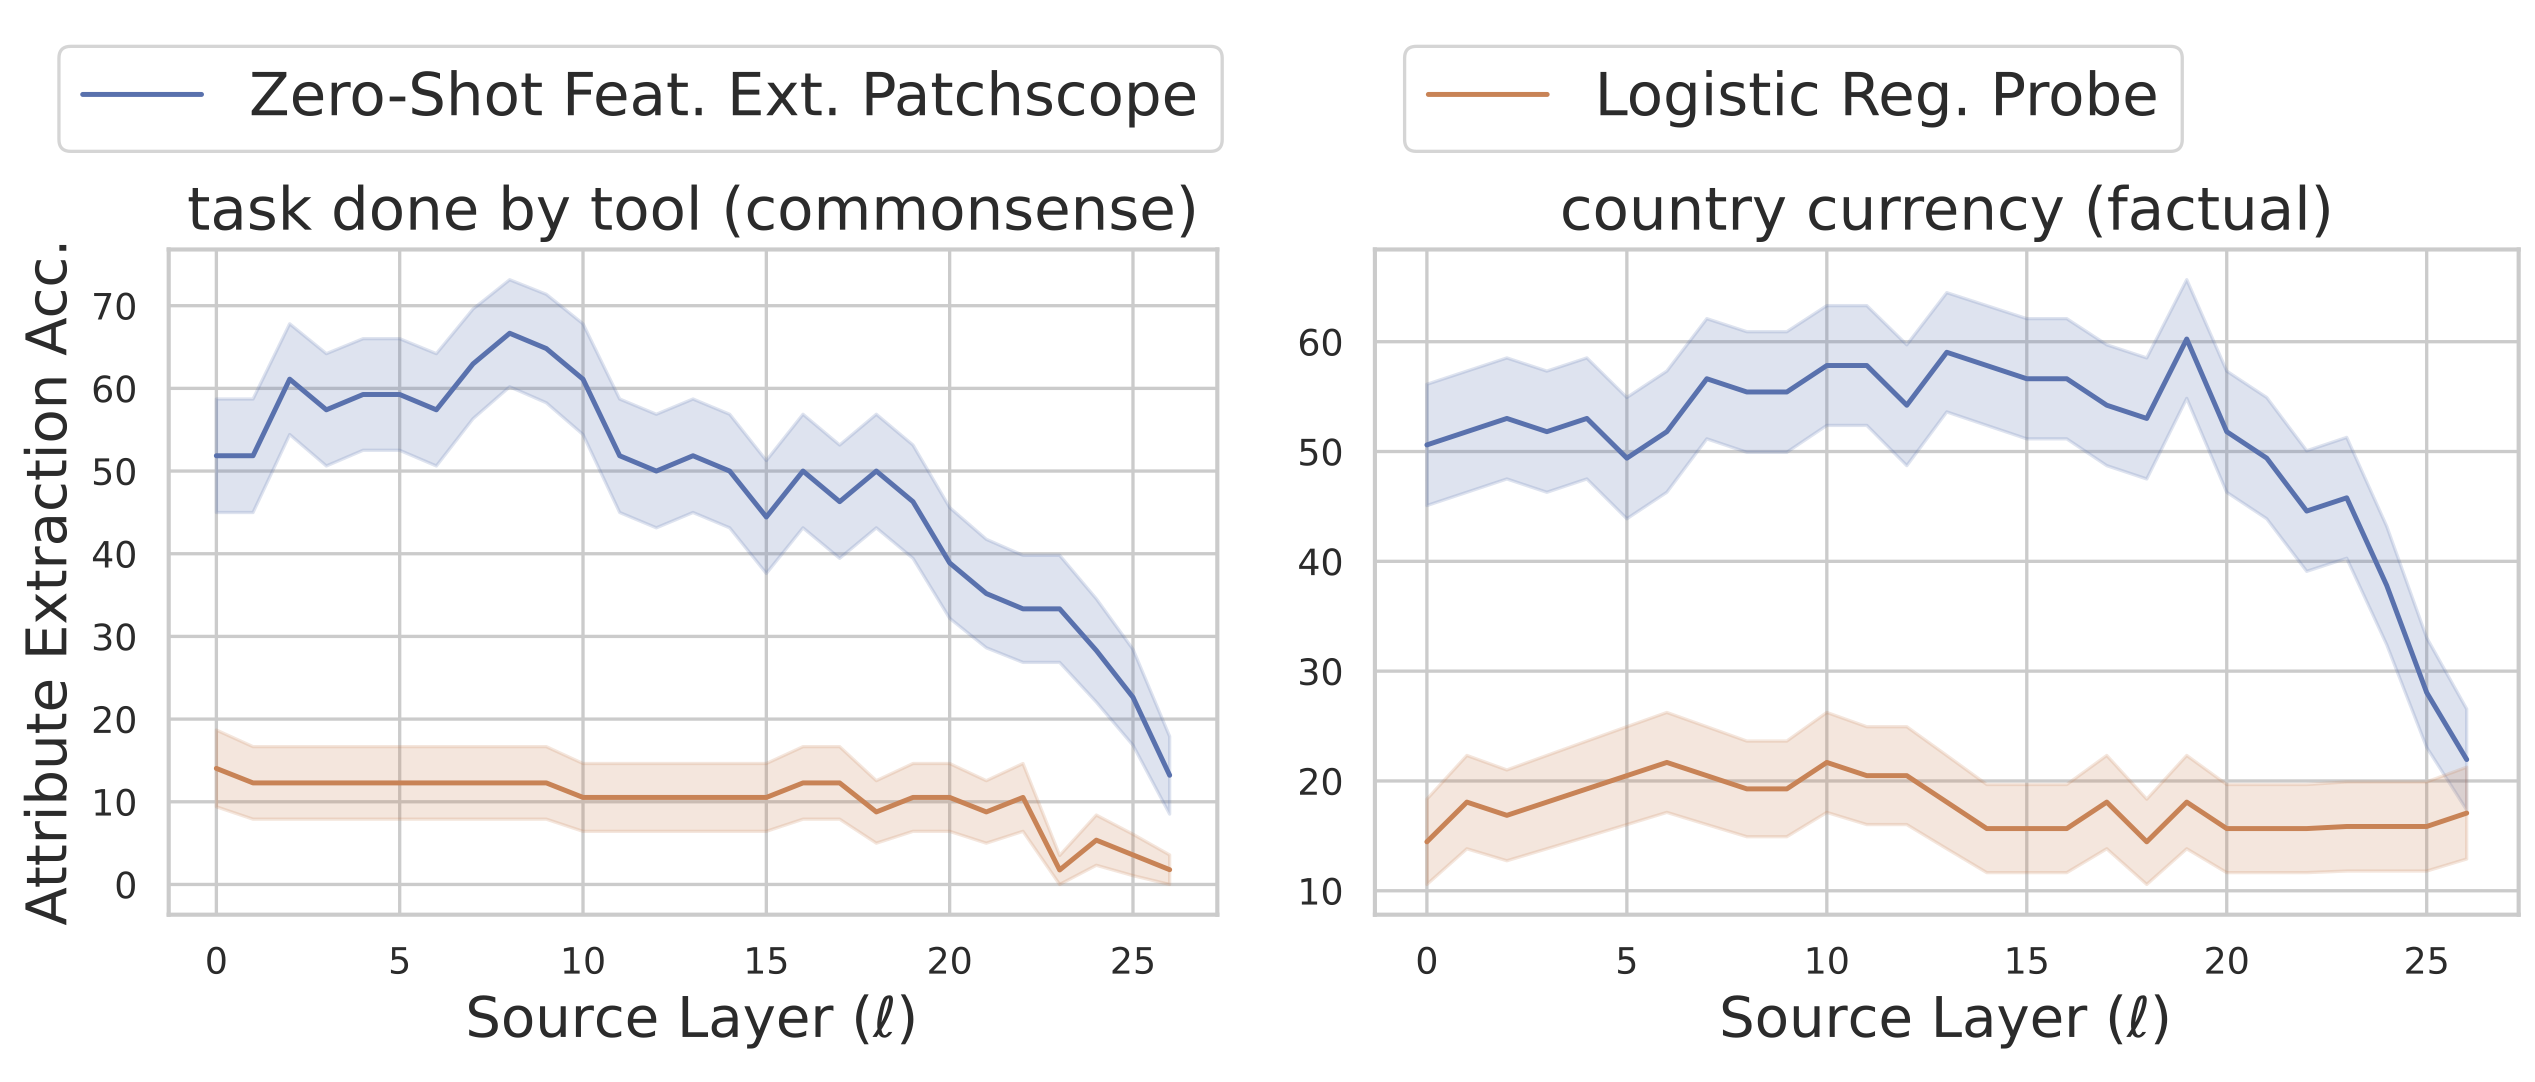 Zero-Shot Feat. Ext. Patchscope
Logistic Reg. Probe
task done by tool (commonsense)
Attribute Extraction Acc.
70
60
50
40
30
20
10
0
0 5 10 15 20 25
Source Layer (ℓ)
country currency (factual)
60
50
40
30
20
10
0 5 10 15 20 25
Source Layer (ℓ)